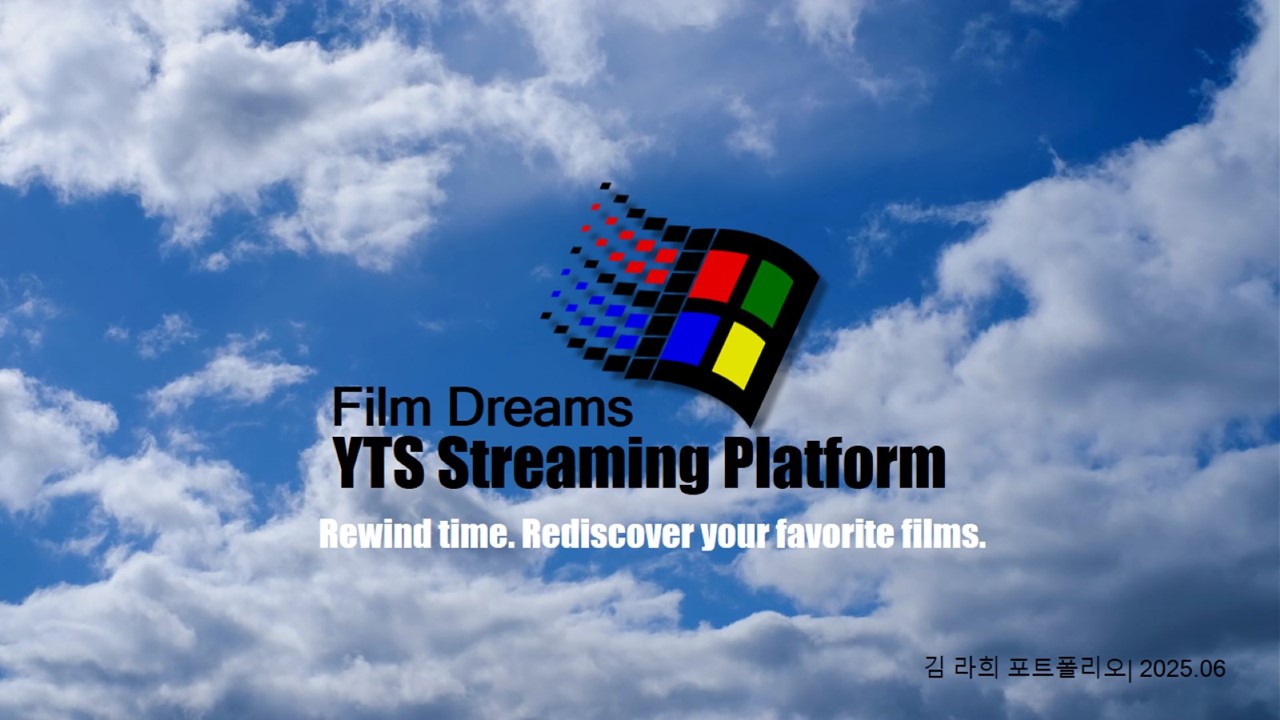 Film Dreams
YTS Streaming Platform
Rewind time. Rediscover your favorite films.
김 라희 포트폴리오| 2025.06